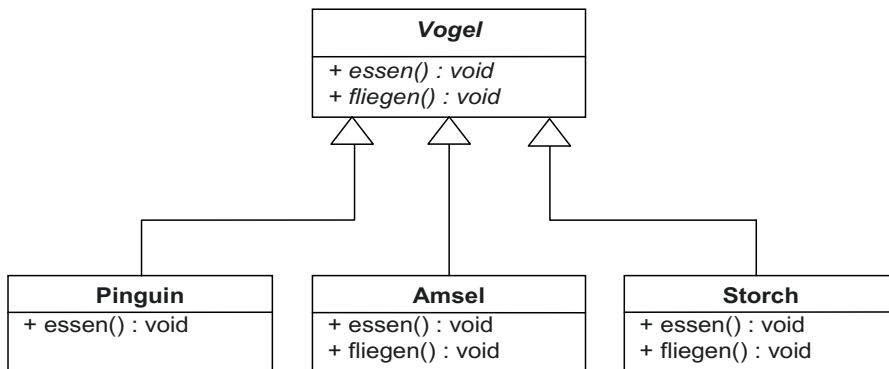 Vogel
+ essen() : void
+ fliegen() : void
Pinguin
+ essen() : void
Amsel
+ essen() : void
+ fliegen() : void
Storch
+ essen() : void
+ fliegen() : void